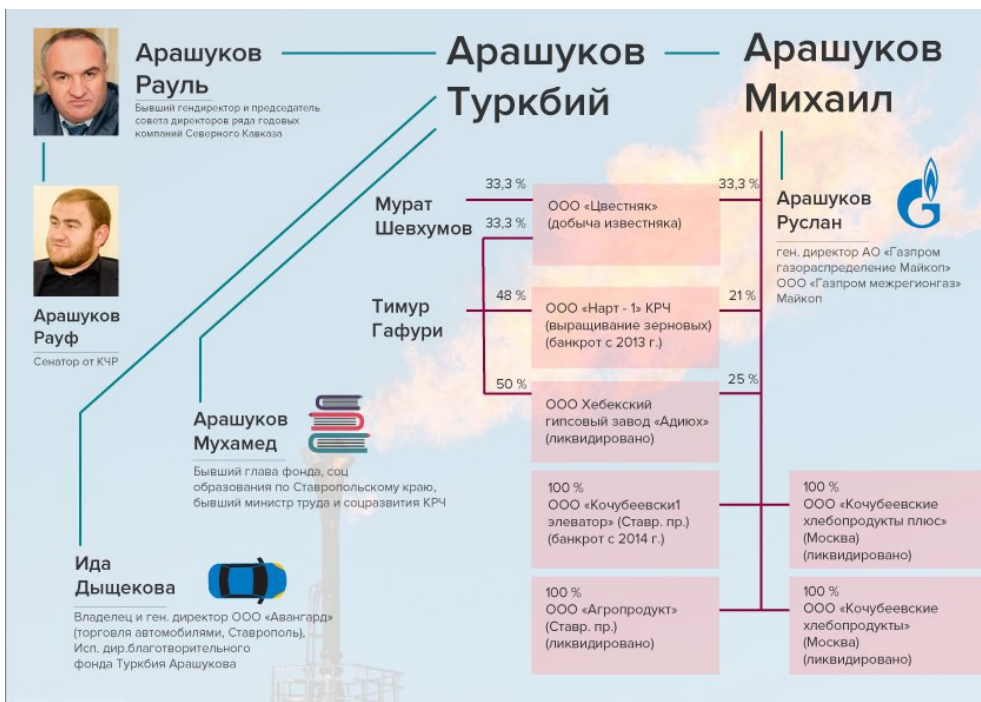 Арашуков
Рауль
Бывший гендиректор и председатель
совета директоров ряда годовых
компаний Северного Кавказа
Арашуков
Туркбий
Арашуков
Михаил
Арашуков
Рауф
Сенатор от КЧР
Мурат
Шевхумов
Тимур
Гафури
33,3 %
33,3 %
48 %
50 %
ООО «Цвестняк»
(добыча известняка)
ООО «Нарт - 1» КРЧ
(выращивание зерновых)
(банкрот с 2013 г.)
ООО Хебекский
гипсовый завод «Адиюх»
(ликвидировано)
33,3 %
21 %
25 %
Арашуков
Руслан
ген. директор АО «Газпром
газораспределение Майкоп»
ООО «Газпром межрегионгаз»
Майкоп
Арашуков
Мухамед
Бывший глава фонда, соц
образования по Ставропольскому краю,
бывший министр труда и соцразвития КРЧ
100 %
ООО «Кочубеевски1
элеватор» (Ставр. пр.)
(банкрот с 2014 г.)
100 %
ООО «Кочубеевские
хлебопродукты плюс»
(Москва)
(ликвидировано)
Ида
Дыщекова
Владелец и ген. директор ООО «Авангард»
(торговля автомобилями, Ставрополь),
Исп. дир.благотворительного
фонда Туркбия Арашукова
100 %
ООО «Агропродукт»
(Ставр. пр.)
(ликвидировано)
100 %
ООО «Кочубеевские
хлебопродукты»
(Москва)
(ликвидировано)